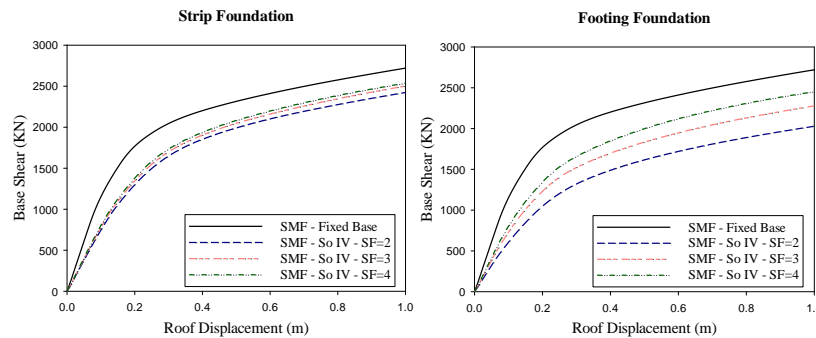 Strip Foundation
3000
2500
2000
1500
1000
500
0
Base Shear (KN)
0.0
0.2
0.4
0.6
0.8
1.0
Roof Displacement (m)
SMF - Fixed Base
SMF - So IV - SF=2
SMF - So IV - SF=3
SMF - So IV - SF=4
Footing Foundation
3000
2500
2000
1500
1000
500
0
Base Shear (KN)
0.0
0.2
0.4
0.6
0.8
1.
Roof Displacement (m)
SMF - Fixed Base
SMF - So IV - SF=2
SMF - So IV - SF=3
SMF - So IV - SF=4